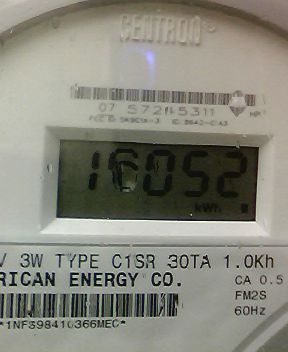 CENTRON
07 57285311
16052
kWh
V 3W TYPE C1SR 30TA 1.0Kh
RICAN ENERGY CO.
CA 0.5
FM2S
60Hz
*1NF398410366MEC*